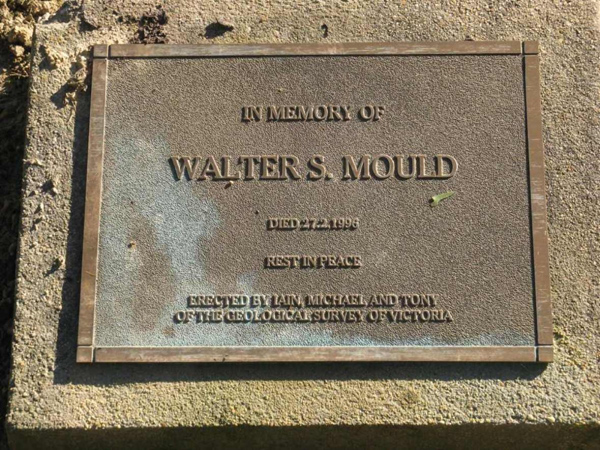 IN MEMORY OF
WALTER S. MOULD
DIED 27.2.1996
REST IN PEACE
ERECTED BY IAIN, MICHAEL AND TONY
OF THE GEOLOGICAL SURVEY OF VICTORIA